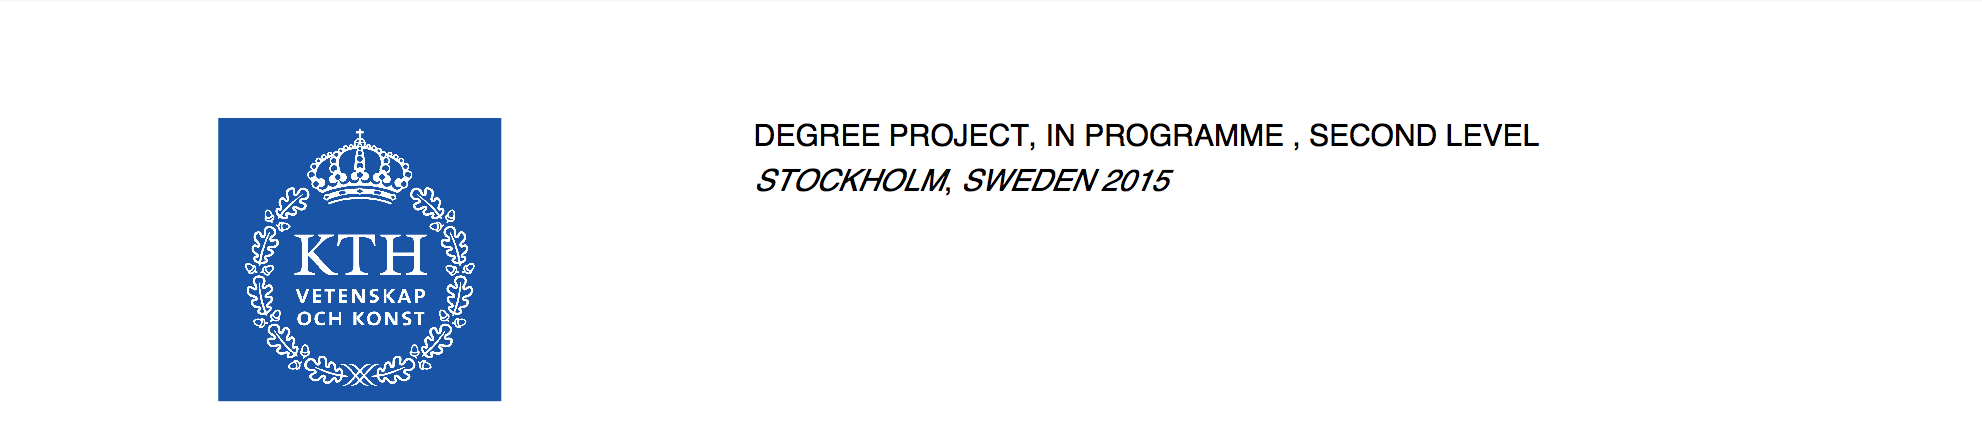 DEGREE PROJECT, IN PROGRAMME , SECOND LEVEL
STOCKHOLM, SWEDEN 2015
KTH
VETENSKAP
OCH KONST